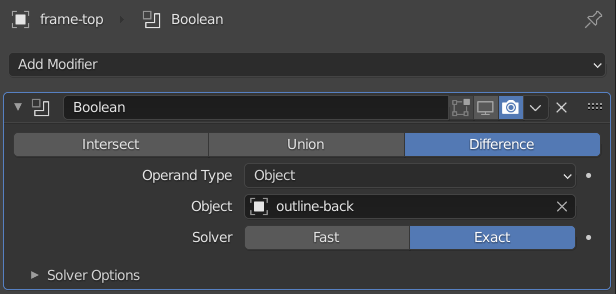 frame-top › Boolean
Add Modifier
Boolean
Intersect Union Difference
Operand Type Object
Object outline-back
Solver Fast Exact
Solver Options